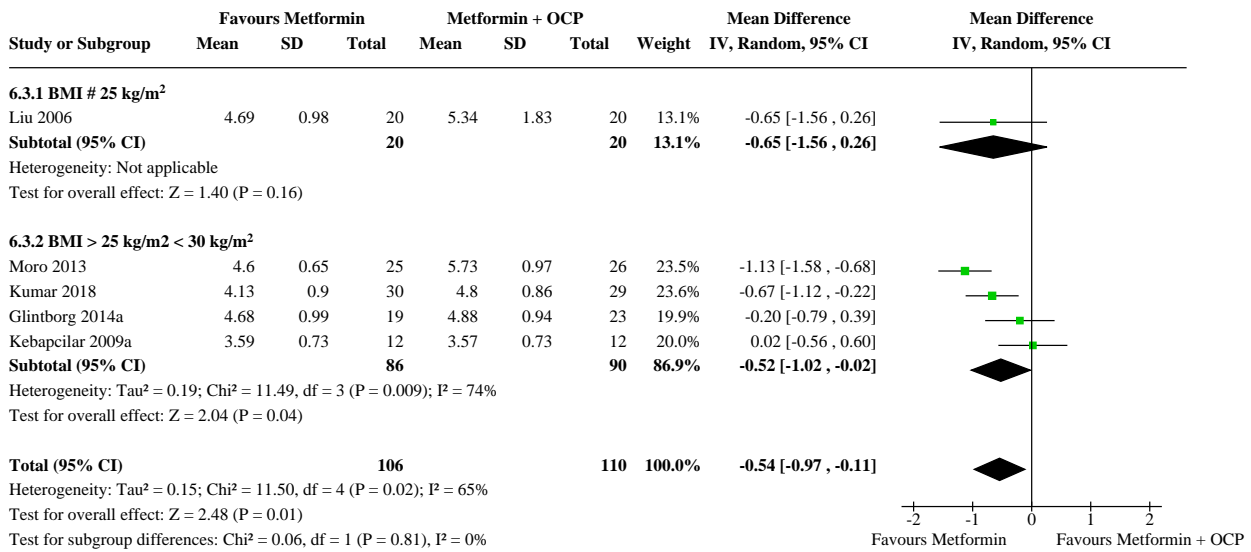 Favours Metformin Metformin + OCP Mean Difference Mean Difference
Study or Subgroup Mean SD Total Mean SD Total Weight IV, Random, 95% CI IV, Random, 95% CI
6.3.1 BMI # 25 kg/m²
Liu 2006 4.69 0.98 20 5.34 1.83 20 13.1% -0.65 [-1.56 , 0.26]
Subtotal (95% CI) 20 20 13.1% -0.65 [-1.56 , 0.26]
Heterogeneity: Not applicable
Test for overall effect: Z = 1.40 (P = 0.16)
6.3.2 BMI > 25 kg/m2 < 30 kg/m²
Moro 2013 4.6 0.65 25 5.73 0.97 26 23.5% -1.13 [-1.58 , -0.68]
Kumar 2018 4.13 0.9 30 4.8 0.86 29 23.6% -0.67 [-1.12 , -0.22]
Glintborg 2014a 4.68 0.99 19 4.88 0.94 23 19.9% -0.20 [-0.79 , 0.39]
Kebapcilar 2009a 3.59 0.73 12 3.57 0.73 12 20.0% 0.02 [-0.56 , 0.60]
Subtotal (95% CI) 86 90 86.9% -0.52 [-1.02 , -0.02]
Heterogeneity: Tau² = 0.19; Chi² = 11.49, df = 3 (P = 0.009); I² = 74%
Test for overall effect: Z = 2.04 (P = 0.04)
Total (95% CI) 106 110 100.0% -0.54 [-0.97 , -0.11]
Heterogeneity: Tau² = 0.15; Chi² = 11.50, df = 4 (P = 0.02); I² = 65%
Test for overall effect: Z = 2.48 (P = 0.01) -2 -1 0 1 2
Test for subgroup differences: Chi² = 0.06, df = 1 (P = 0.81), I² = 0% Favours Metformin Favours Metformin + OCP